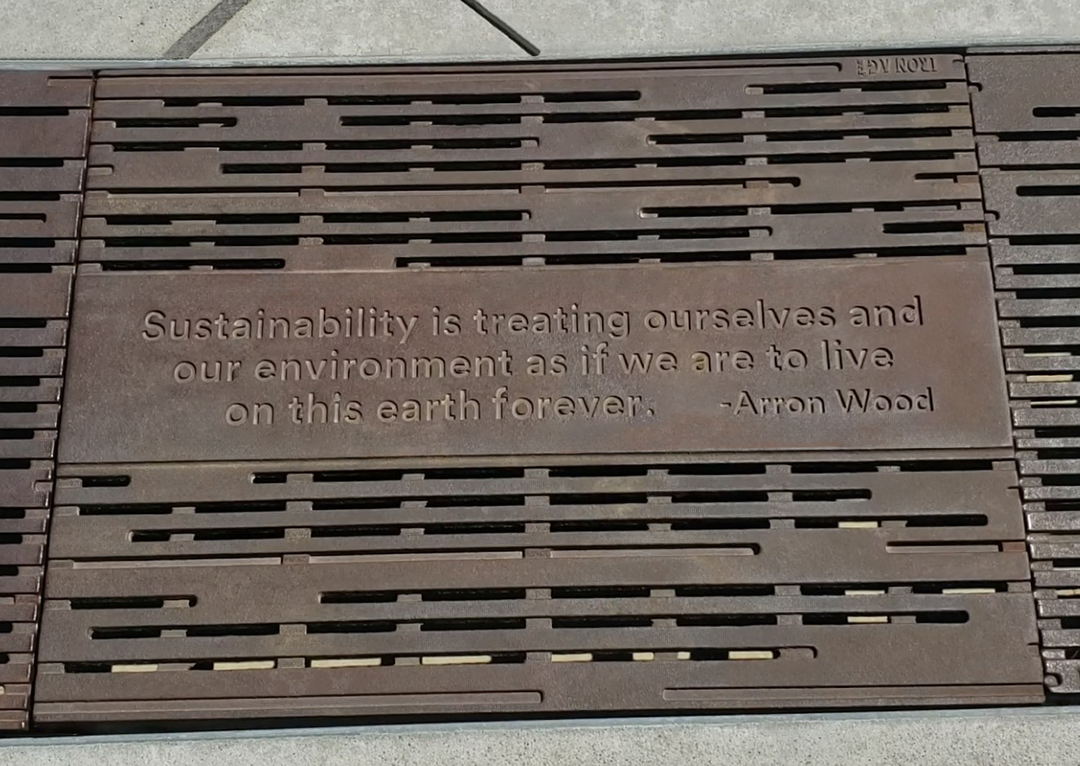 IRON AGE
Sustainability is treating ourselves and
our environment as if we are to live
on this earth forever. -Arron Wood